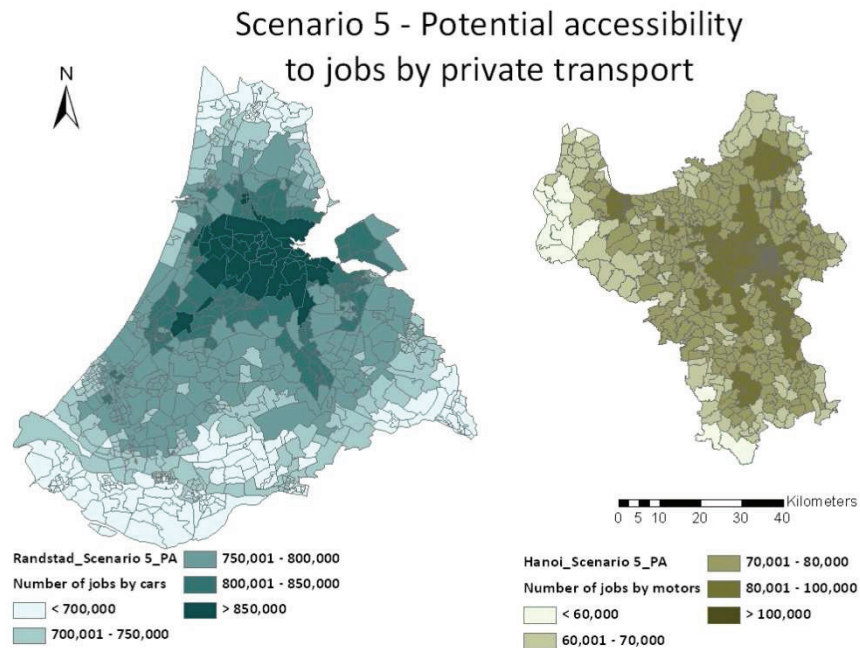 Scenario 5 - Potential accessibility
to jobs by private transport
N
Kilometers
0 5 10 20 30 40
Randstad_Scenario 5_PA
Number of jobs by cars
< 700,000
700,001 - 750,000
750,001 - 800,000
800,001 - 850,000
> 850,000
Hanoi_Scenario 5_PA
Number of jobs by motors
< 60,000
60,001 - 70,000
70,001 - 80,000
80,001 - 100,000
> 100,000